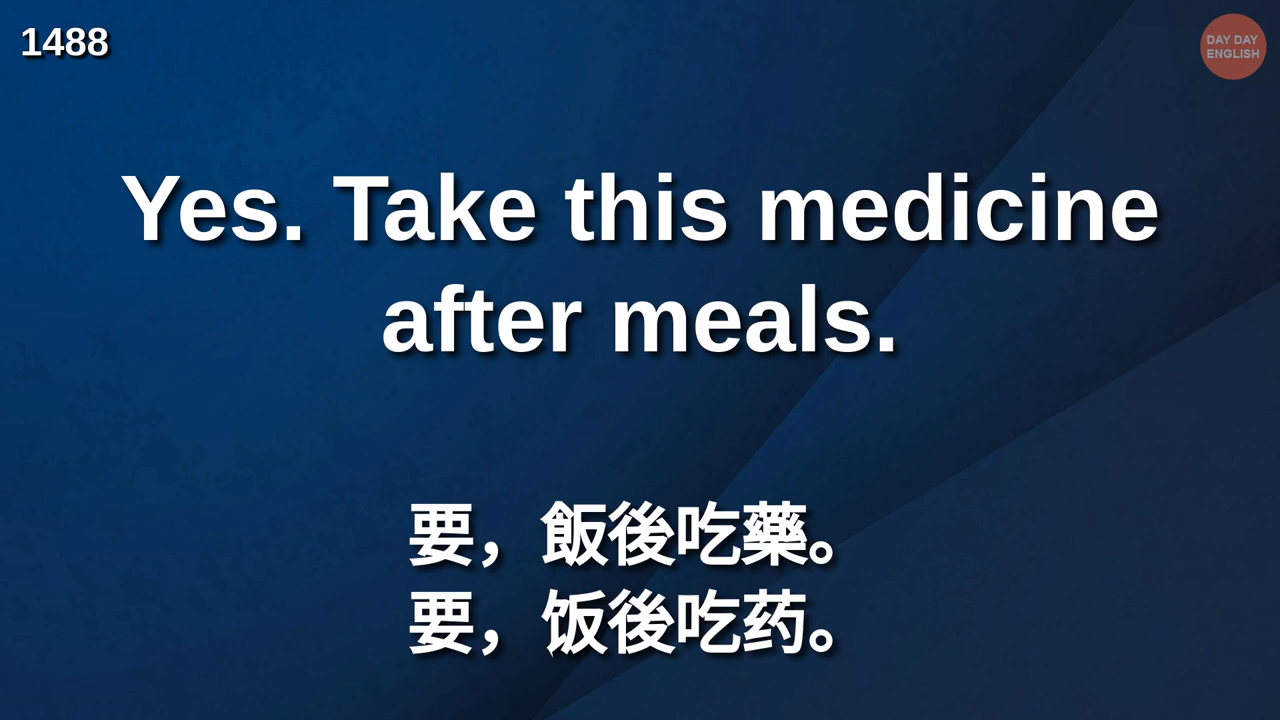 1488
DAY DAY
ENGLISH
Yes. Take this medicine
after meals.
要，飯後吃藥。
要，饭後吃药。